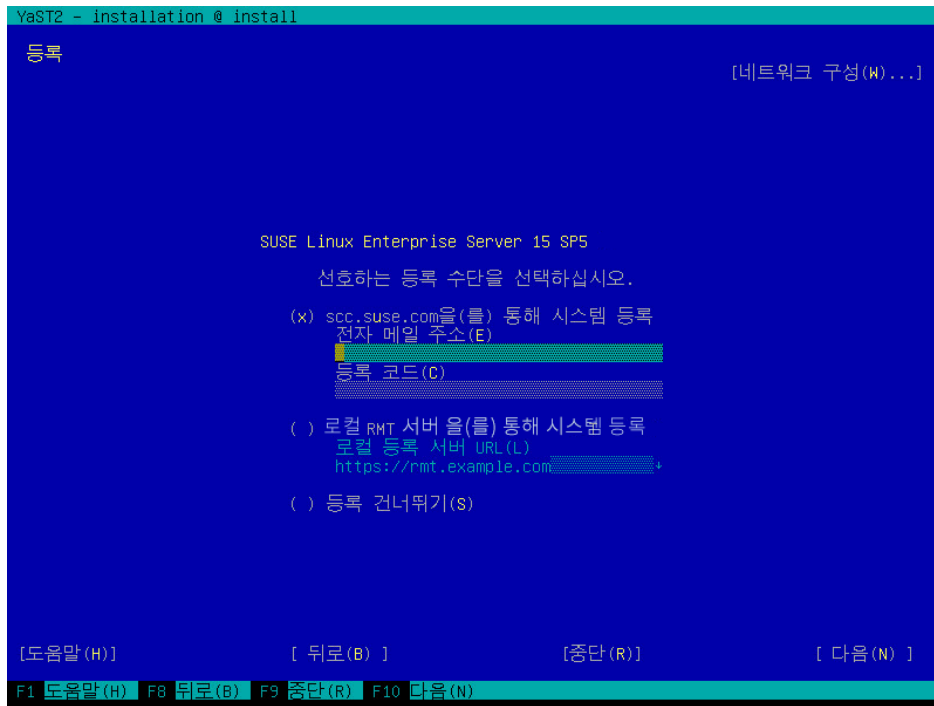 YaST2 - installation @ install
등록
[네트워크 구성(W)...]
SUSE Linux Enterprise Server 15 SP5
선호하는 등록 수단을 선택하십시오.
(x) scc.suse.com을(를) 통해 시스템 등록
전자 메일 주소(E)
등록 코드(C)
( ) 로컬 RMT 서버 을(를) 통해 시스템 등록
로컬 등록 서버 URL(L)
https://rmt.example.com
( ) 등록 건너뛰기(S)
[도움말(H)] [ 뒤로(B) ] [중단(R)] [ 다음(N) ]
F1 도움말(H) F8 뒤로(B) F9 중단(R) F10 다음(N)